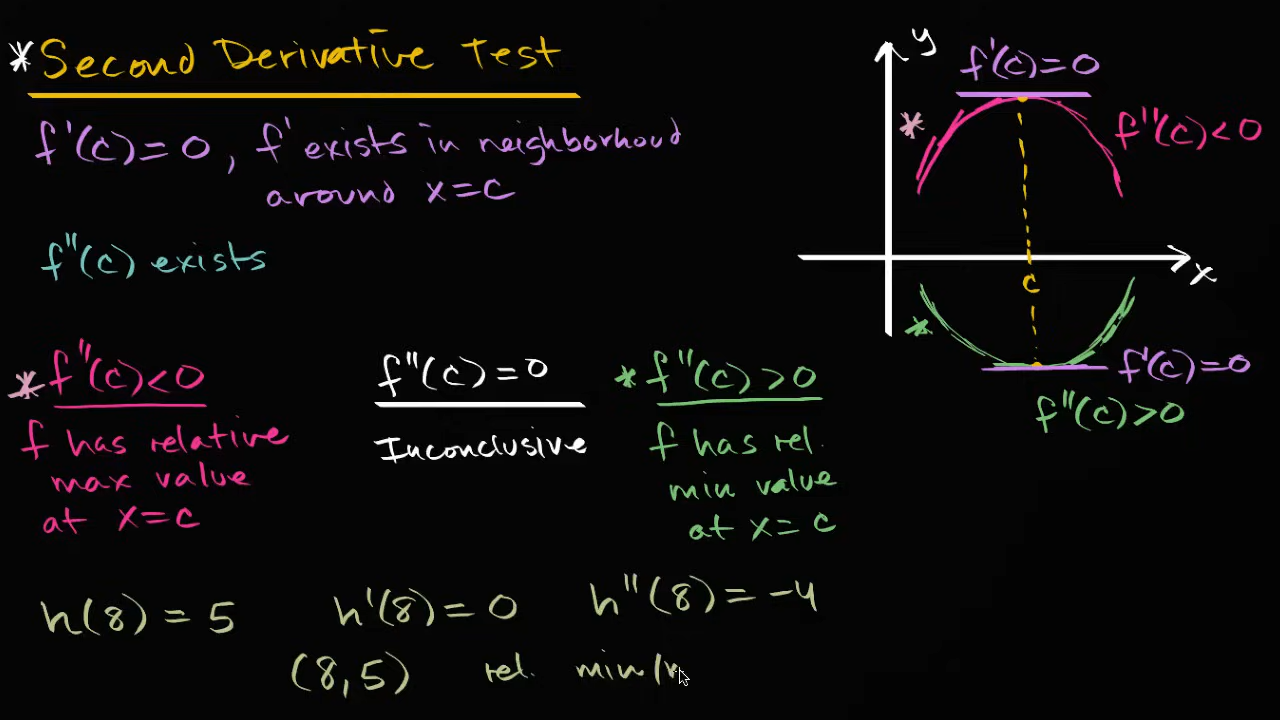 * Second Derivative Test
f'(c) = 0, f' exists in neighborhood
around x = c
f''(c) exists
* f''(c) < 0
f has relative
max value
at x = c
f''(c) = 0
Inconclusive
* f''(c) > 0
f has rel.
min value
at x = c
h(8) = 5 h'(8) = 0 h''(8) = -4
(8,5) rel. min/
y
f'(c) = 0
* f''(c) < 0
x
c
*
f'(c) = 0
f''(c) > 0